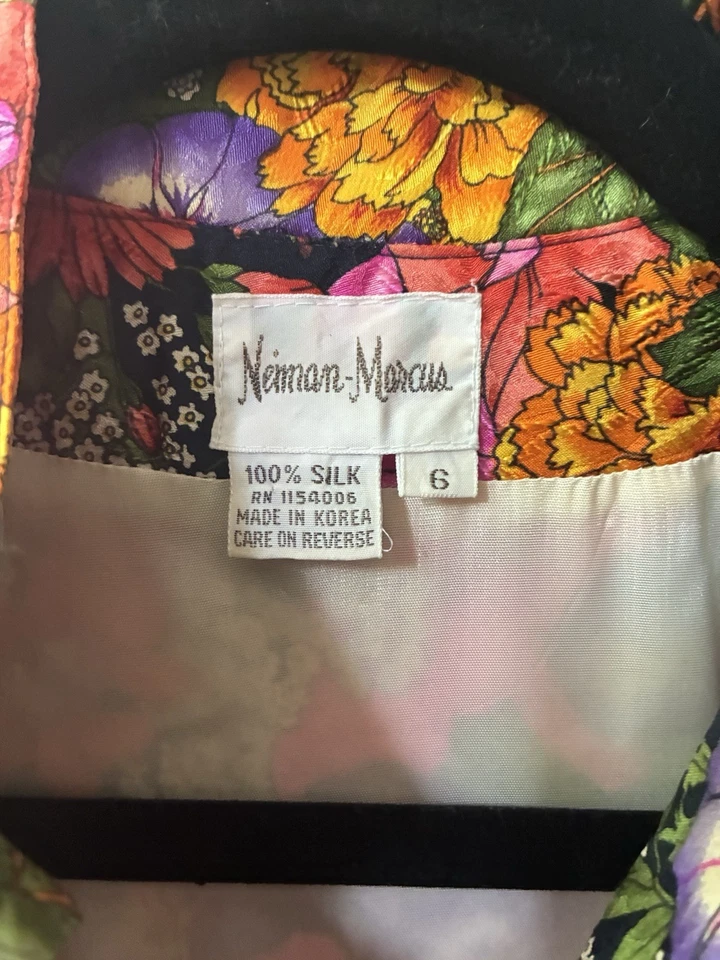 Neiman-Marcus
100% SILK
RN 1154006
MADE IN KOREA
CARE ON REVERSE
6